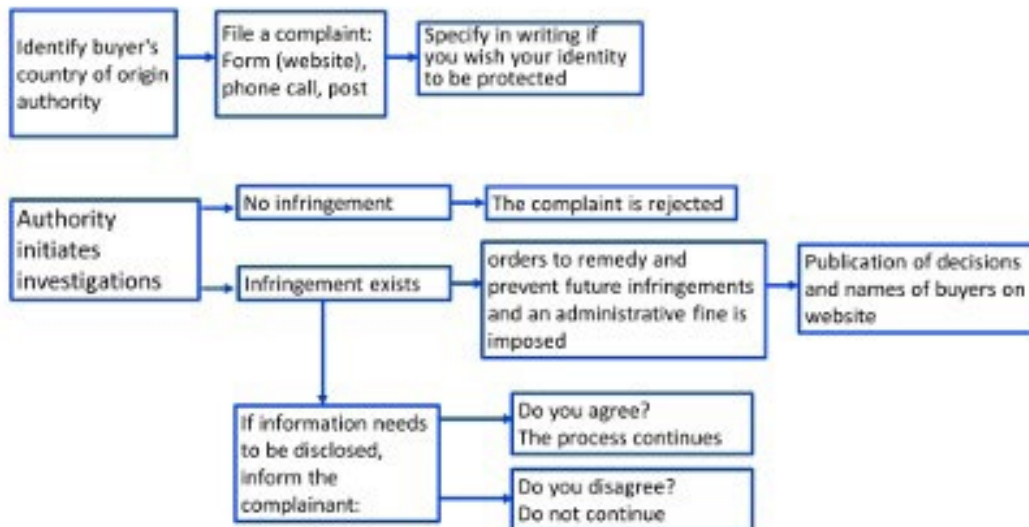 Identify buyer's
country of origin
authority
File a complaint:
Form (website),
phone call, post
Specify in writing if
you wish your identity
to be protected
Authority
initiates
investigations
No infringement
The complaint is rejected
Infringement exists
orders to remedy and
prevent future infringements
and an administrative fine is
imposed
Publication of decisions
and names of buyers on
website
If information needs
to be disclosed,
inform the
complainant:
Do you agree?
The process continues
Do you disagree?
Do not continue